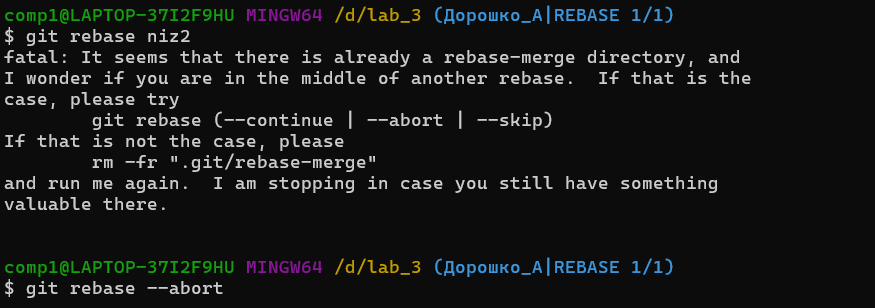 comp1@LAPTOP-37I2F9HU MINGW64 /d/lab_3 (Дорошко_А|REBASE 1/1)
$ git rebase niz2
fatal: It seems that there is already a rebase-merge directory, and
I wonder if you are in the middle of another rebase.  If that is the
case, please try
        git rebase (--continue | --abort | --skip)
If that is not the case, please
        rm -fr ".git/rebase-merge"
and run me again.  I am stopping in case you still have something
valuable there.
comp1@LAPTOP-37I2F9HU MINGW64 /d/lab_3 (Дорошко_А|REBASE 1/1)
$ git rebase --abort